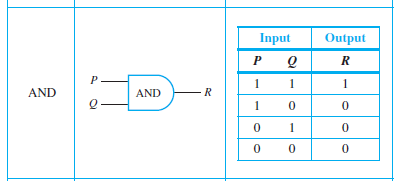 AND
P
Q
AND
R
Input Output
P Q R
1 1 1
1 0 0
0 1 0
0 0 0